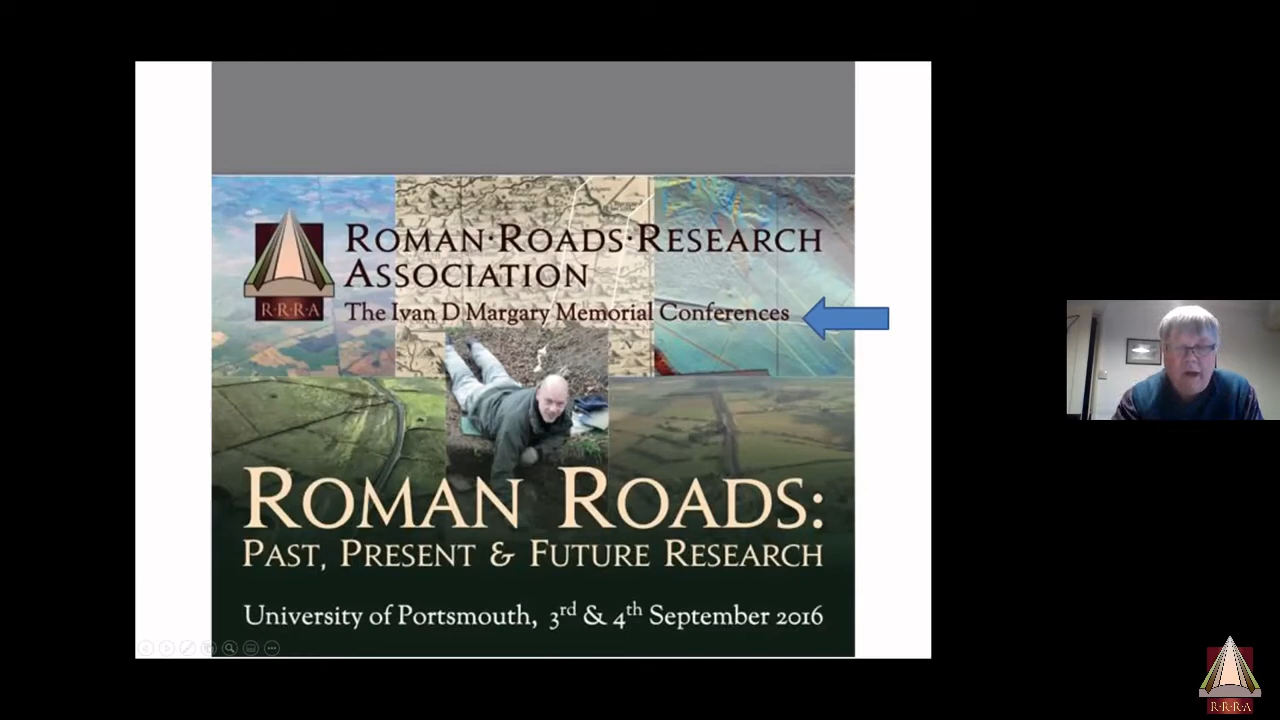 ROMAN·ROADS·RESEARCH
ASSOCIATION
The Ivan D Margary Memorial Conferences
R·R·R·A
ROMAN ROADS:
PAST, PRESENT & FUTURE RESEARCH
University of Portsmouth, 3rd & 4th September 2016
R·R·R·A